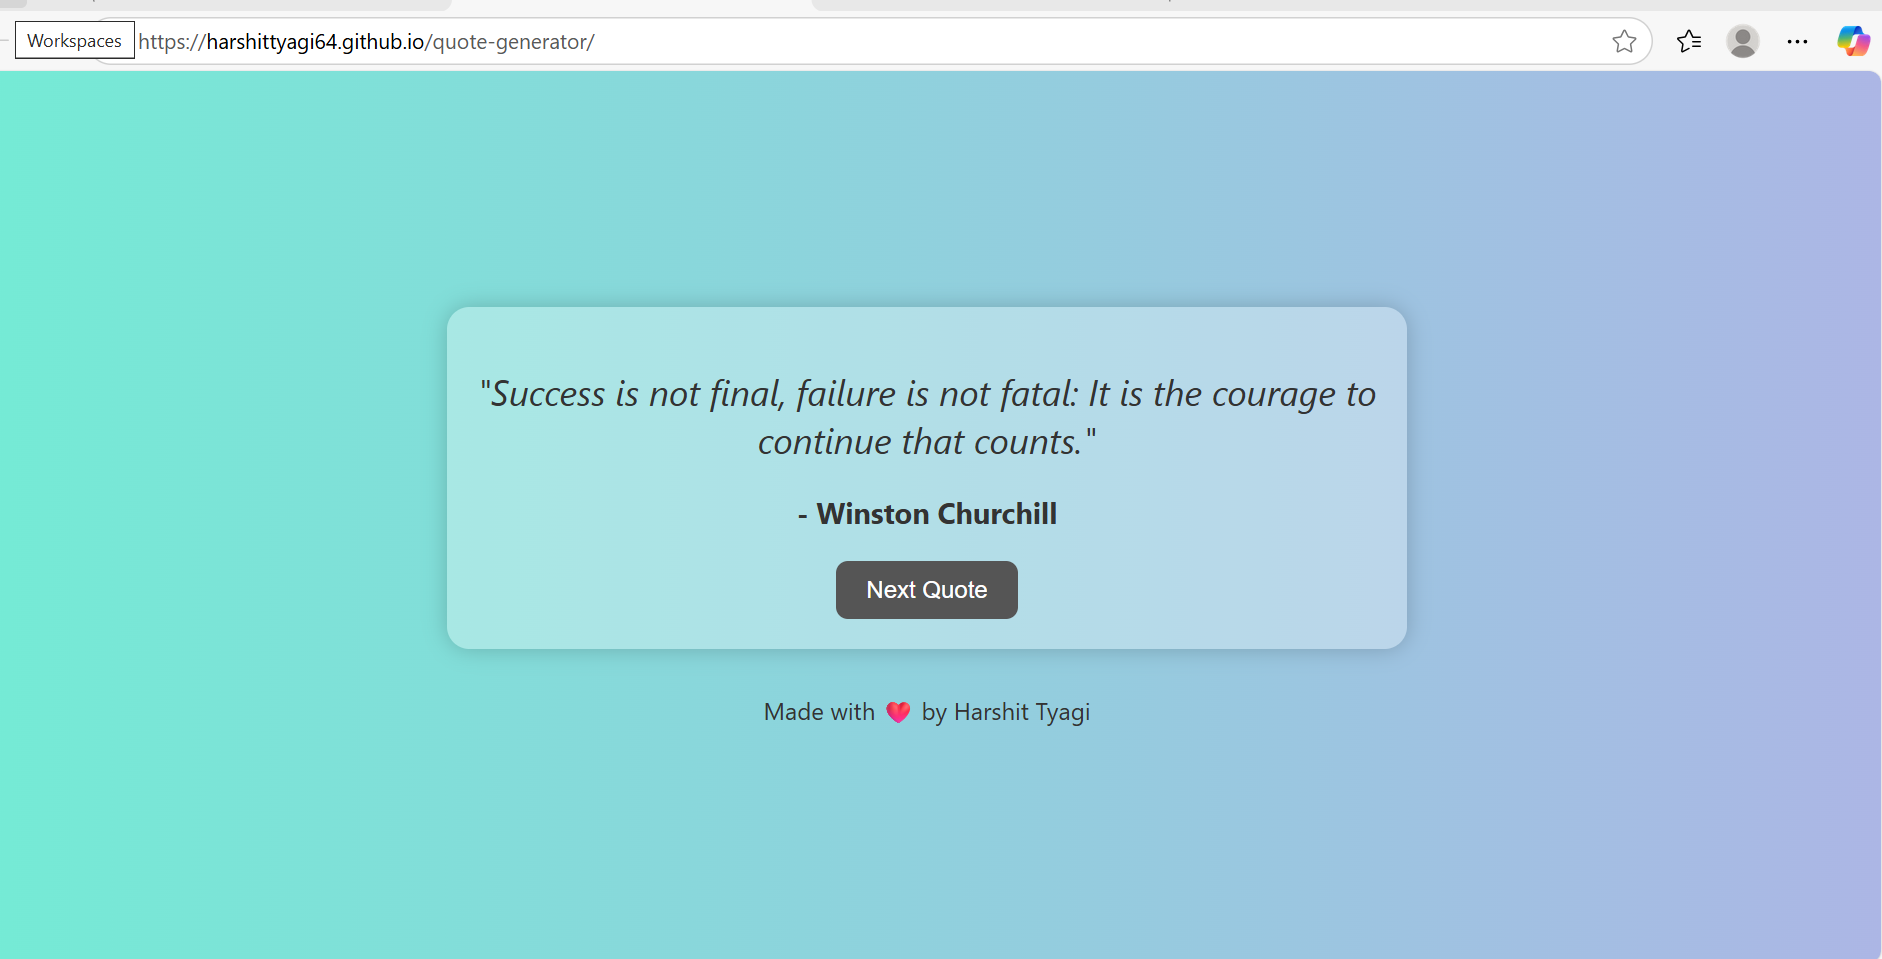 Workspaces
https://harshittyagi64.github.io/quote-generator/
"Success is not final, failure is not fatal: It is the courage to
continue that counts."
- Winston Churchill
Next Quote
Made with ❤️ by Harshit Tyagi